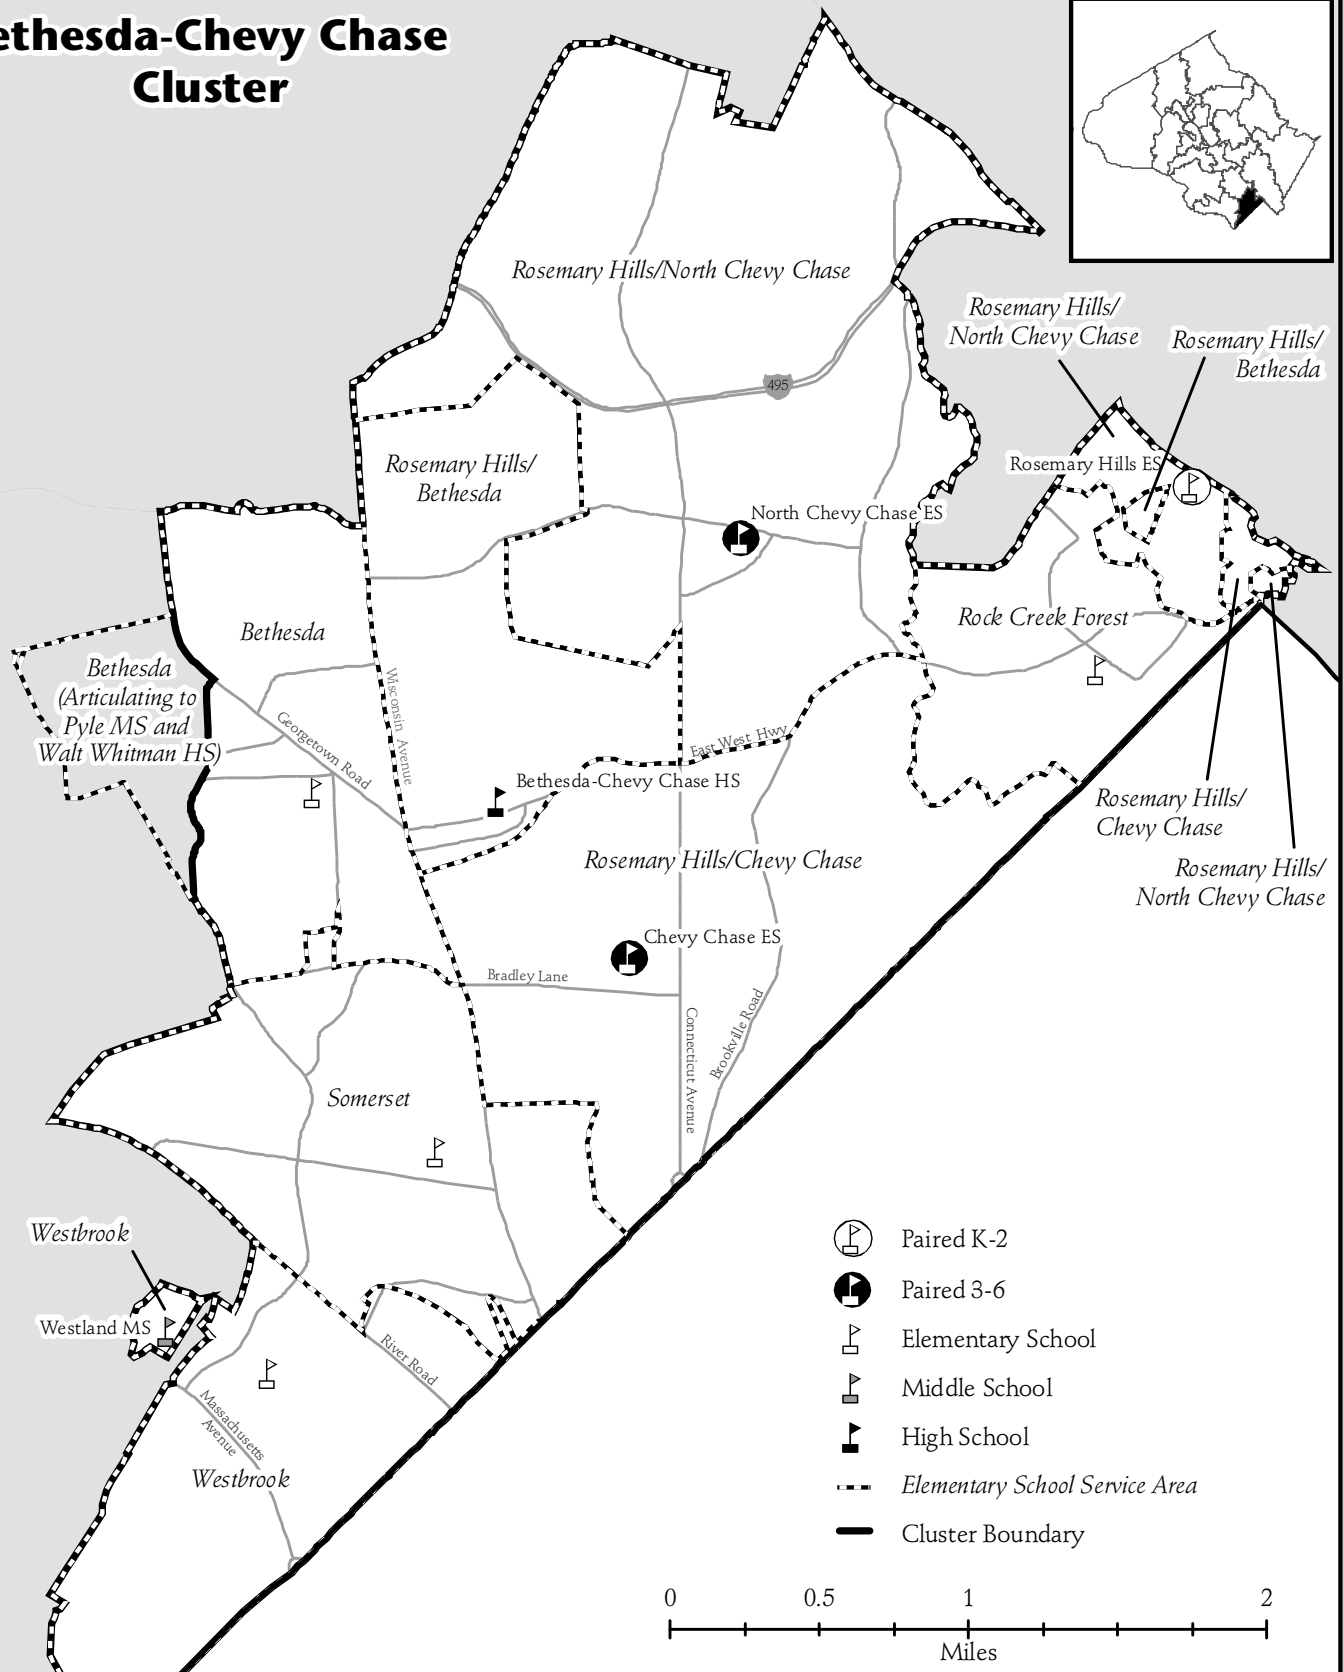 ethesda-Chevy Chase
Cluster
Rosemary Hills/North Chevy Chase
Rosemary Hills/
North Chevy Chase
Rosemary Hills/
Bethesda
495
Rosemary Hills/
Bethesda
Rosemary Hills ES
North Chevy Chase ES
Bethesda
Rock Creek Forest
Bethesda
(Articulating to
Pyle MS and
Walt Whitman HS)
Wisconsin Avenue
Georgetown Road
East West Hwy
Bethesda-Chevy Chase HS
Rosemary Hills/
Chevy Chase
Rosemary Hills/Chevy Chase
Rosemary Hills/
North Chevy Chase
Chevy Chase ES
Bradley Lane
Connecticut Avenue
Brookville Road
Somerset
Westbrook
Westland MS
River Road
Massachusetts
Avenue
Westbrook
Paired K-2
Paired 3-6
Elementary School
Middle School
High School
Elementary School Service Area
Cluster Boundary
0 0.5 1 2
Miles